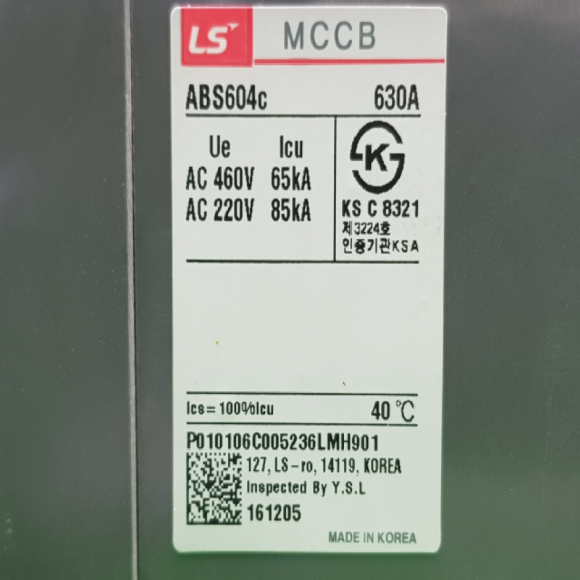 LS MCCB
ABS604c 630A
Ue Icu
AC 460V 65kA
AC 220V 85kA
K
KS C 8321
제3224호
인증기관KSA
Ics=100%Icu 40℃
P010106C005236LMH901
127, LS-ro, 14119, KOREA
Inspected By Y.S.L
161205
MADE IN KOREA